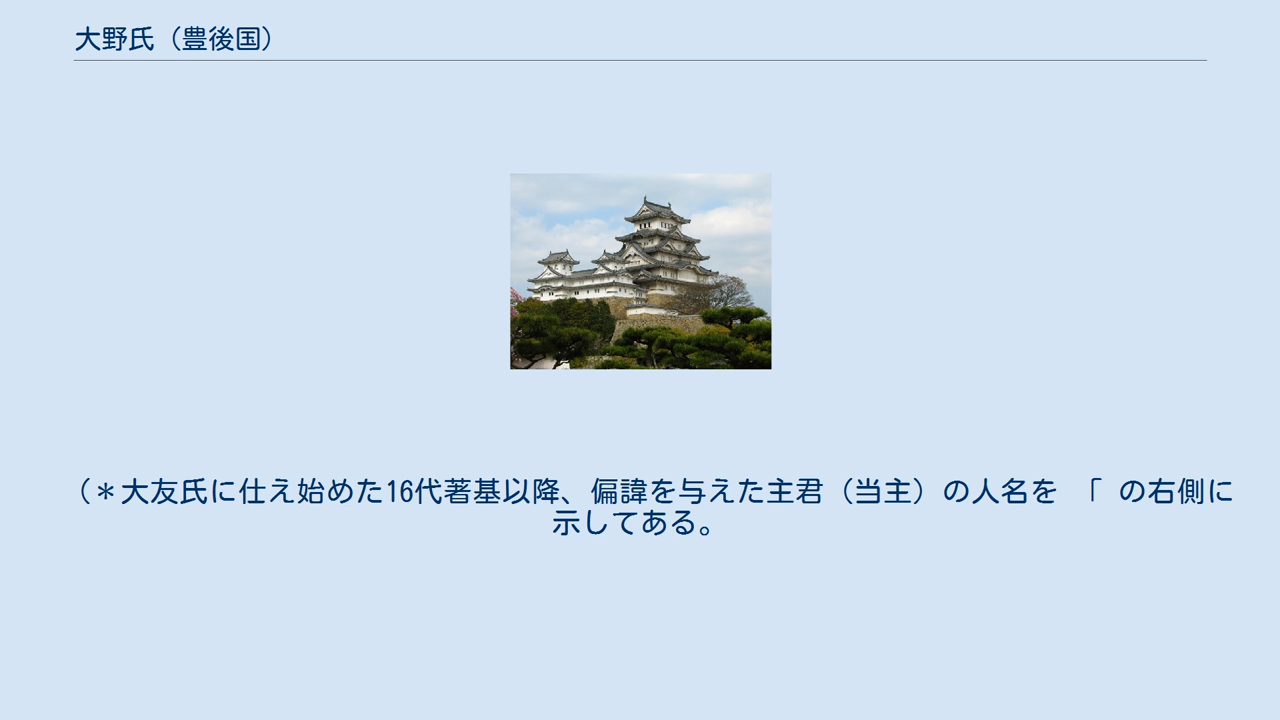 大野氏（豊後国）
（＊大友氏に仕え始めた16代著基以降、偏諱を与えた主君（当主）の人名を 「 の右側に
示してある。